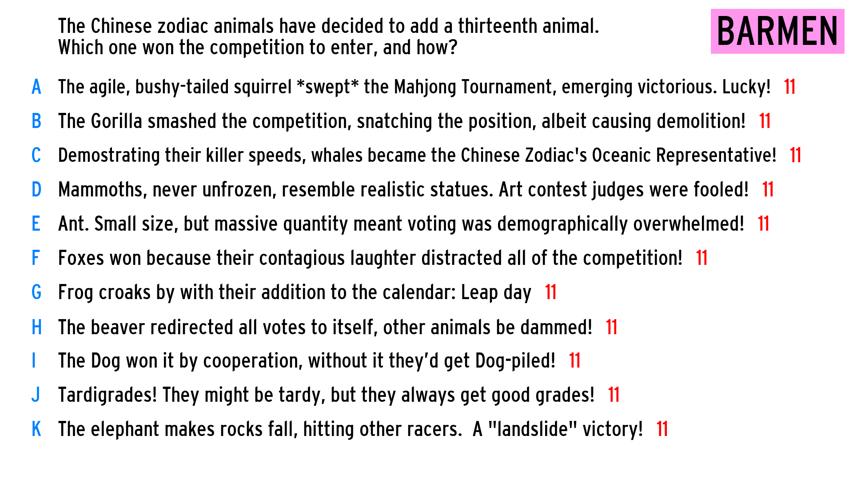 The Chinese zodiac animals have decided to add a thirteenth animal.
Which one won the competition to enter, and how?
BARMEN
A The agile, bushy-tailed squirrel *swept* the Mahjong Tournament, emerging victorious. Lucky! 11
B The Gorilla smashed the competition, snatching the position, albeit causing demolition! 11
C Demostrating their killer speeds, whales became the Chinese Zodiac's Oceanic Representative! 11
D Mammoths, never unfrozen, resemble realistic statues. Art contest judges were fooled! 11
E Ant. Small size, but massive quantity meant voting was demographically overwhelmed! 11
F Foxes won because their contagious laughter distracted all of the competition! 11
G Frog croaks by with their addition to the calendar: Leap day 11
H The beaver redirected all votes to itself, other animals be dammed! 11
I The Dog won it by cooperation, without it they’d get Dog-piled! 11
J Tardigrades! They might be tardy, but they always get good grades! 11
K The elephant makes rocks fall, hitting other racers.  A "landslide" victory! 11